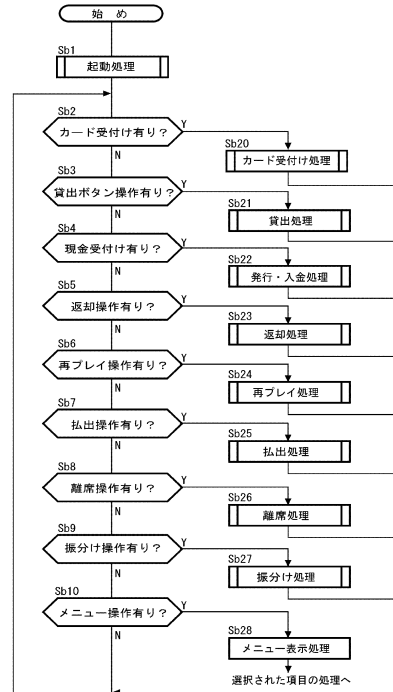 始 め
Sb1
起動処理
Sb2
カード受付け有り？
Y
N
Sb20
カード受付け処理
Sb3
貸出ボタン操作有り？
Y
N
Sb21
貸出処理
Sb4
現金受付け有り？
Y
N
Sb22
発行・入金処理
Sb5
返却操作有り？
Y
N
Sb23
返却処理
Sb6
再プレイ操作有り？
Y
N
Sb24
再プレイ処理
Sb7
払出操作有り？
Y
N
Sb25
払出処理
Sb8
離席操作有り？
Y
N
Sb26
離席処理
Sb9
振分け操作有り？
Y
N
Sb27
振分け処理
Sb10
メニュー操作有り？
Y
N
Sb28
メニュー表示処理
選択された項目の処理へ